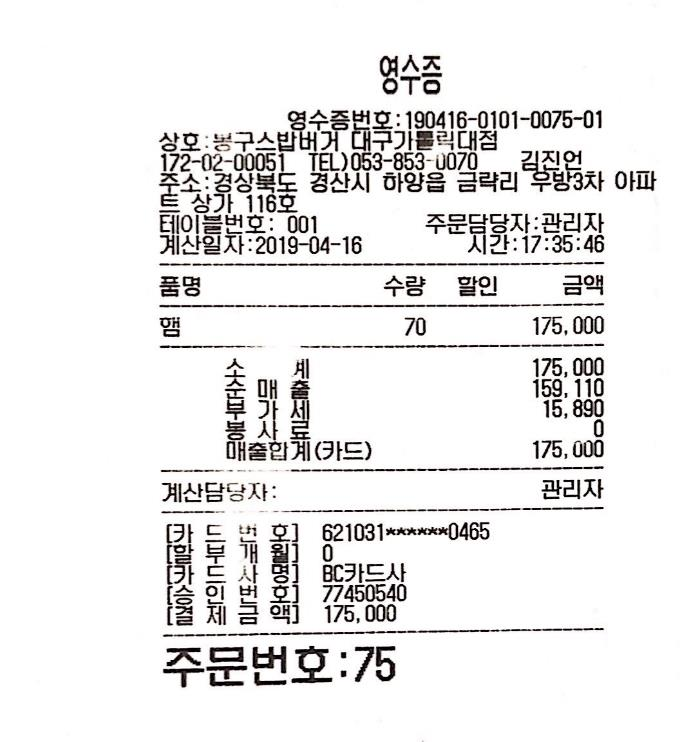 영수증
영수증번호:190416-0101-0075-01
상호:봉구스밥버거 대구가톨릭대점
172-02-00051 TEL)053-853-0070 김진언
주소:경상북도 경산시 하양읍 금락리 우방3차 아파
트 상가 116호
테이블번호: 001 주문담당자:관리자
계산일자:2019-04-16 시간:17:35:46
품명 수량 할인 금액
햄 70 175,000
소 계 175,000
순 매 출 159,110
부 가 세 15,890
봉 사 료 0
매출합계(카드) 175,000
계산담당자: 관리자
[카 드 번 호] 621031******0465
[할 부 개 월] 0
[카 드 사 명] BC카드사
[승 인 번 호] 77450540
[결 제 금 액] 175,000
주문번호:75